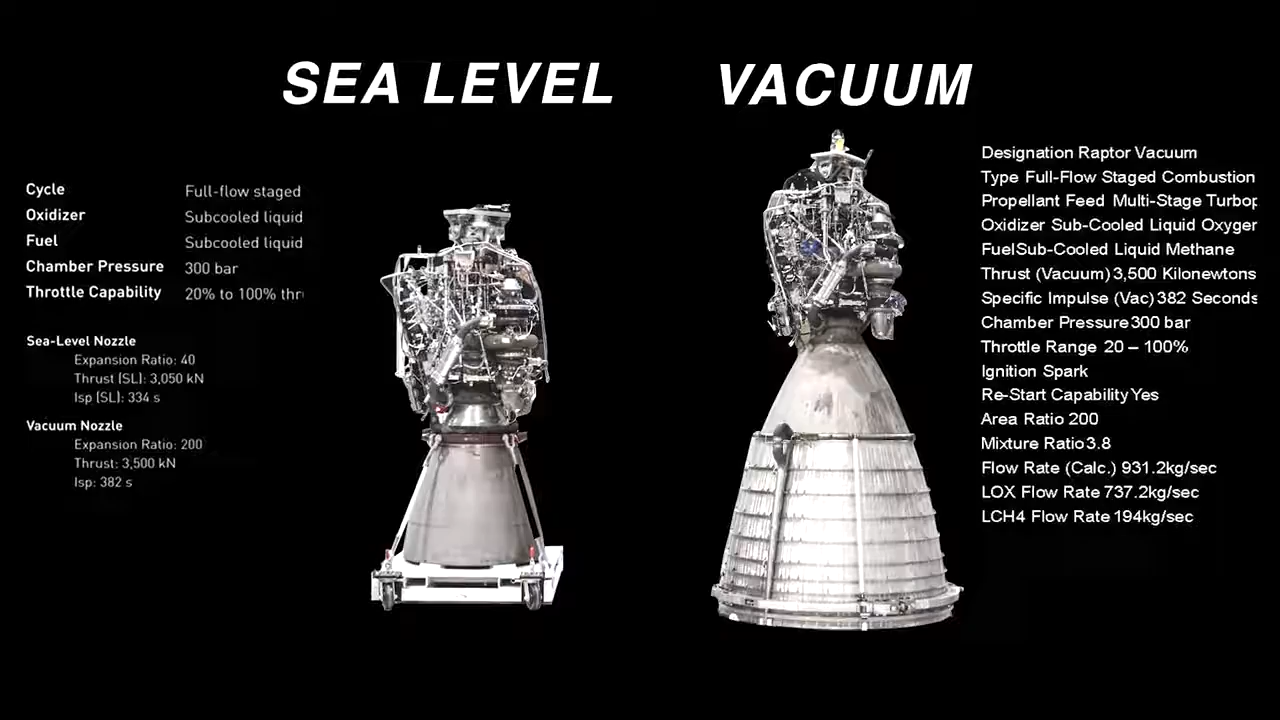 SEA LEVEL
VACUUM
Cycle Full-flow staged
Oxidizer Subcooled liquid
Fuel Subcooled liquid
Chamber Pressure 300 bar
Throttle Capability 20% to 100% thr
Sea-Level Nozzle
Expansion Ratio: 40
Thrust (SL): 3,050 kN
Isp (SL): 334 s
Vacuum Nozzle
Expansion Ratio: 200
Thrust: 3,500 kN
Isp: 382 s
Designation Raptor Vacuum
Type Full-Flow Staged Combustion
Propellant Feed Multi-Stage Turbop
Oxidizer Sub-Cooled Liquid Oxygen
FuelSub-Cooled Liquid Methane
Thrust (Vacuum) 3,500 Kilonewtons
Specific Impulse (Vac) 382 Seconds
Chamber Pressure 300 bar
Throttle Range 20 – 100%
Ignition Spark
Re-Start Capability Yes
Area Ratio 200
Mixture Ratio 3.8
Flow Rate (Calc.) 931.2kg/sec
LOX Flow Rate 737.2kg/sec
LCH4 Flow Rate 194kg/sec